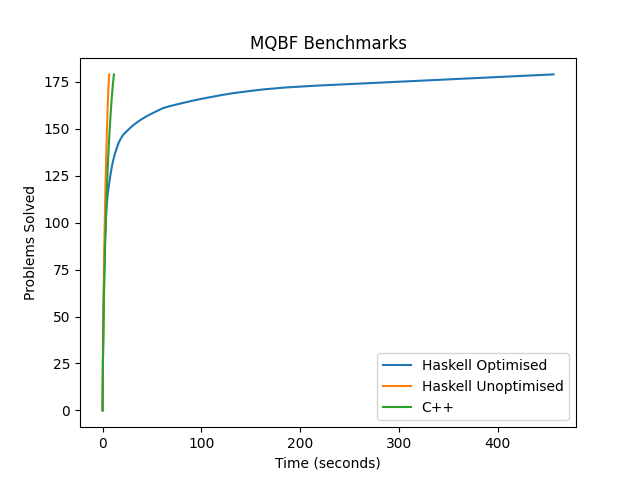 MQBF Benchmarks
Problems Solved
175
150
125
100
75
50
25
0
0 100 200 300 400
Time (seconds)
Haskell Optimised
Haskell Unoptimised
C++